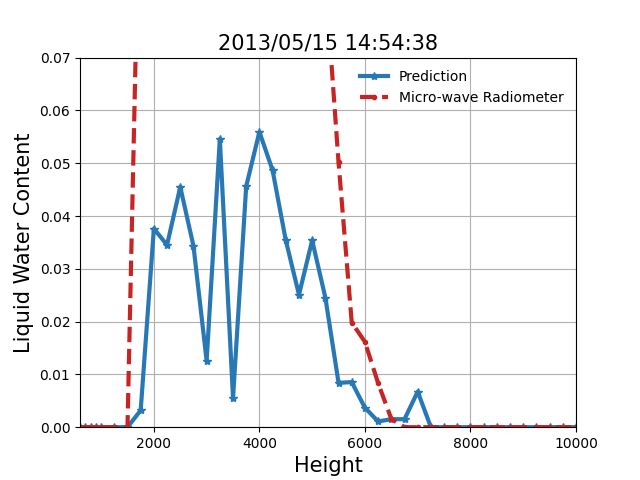 2013/05/15 14:54:38
Prediction
Micro-wave Radiometer
Liquid Water Content
0.07
0.06
0.05
0.04
0.03
0.02
0.01
0.00
2000 4000 6000 8000 10000
Height